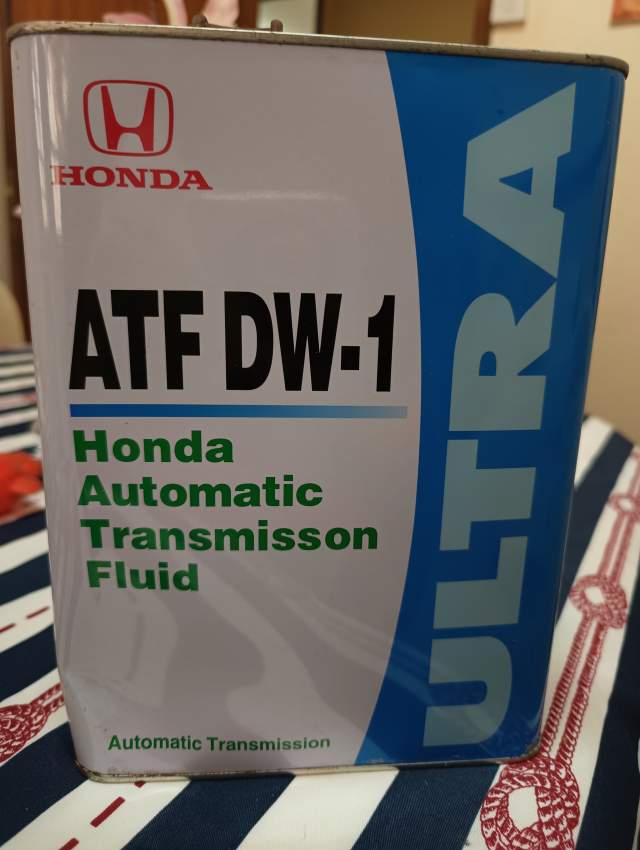 HONDA
ATF DW-1
Honda
Automatic
Transmisson
Fluid
Automatic Transmission
ULTRA